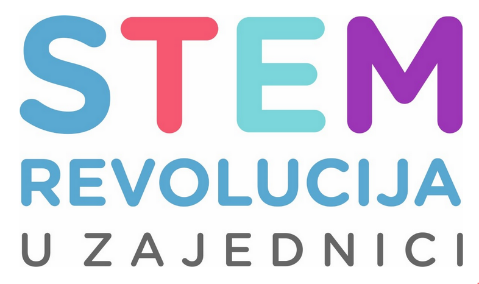 STEM
REVOLUCIJA
U ZAJEDNICI